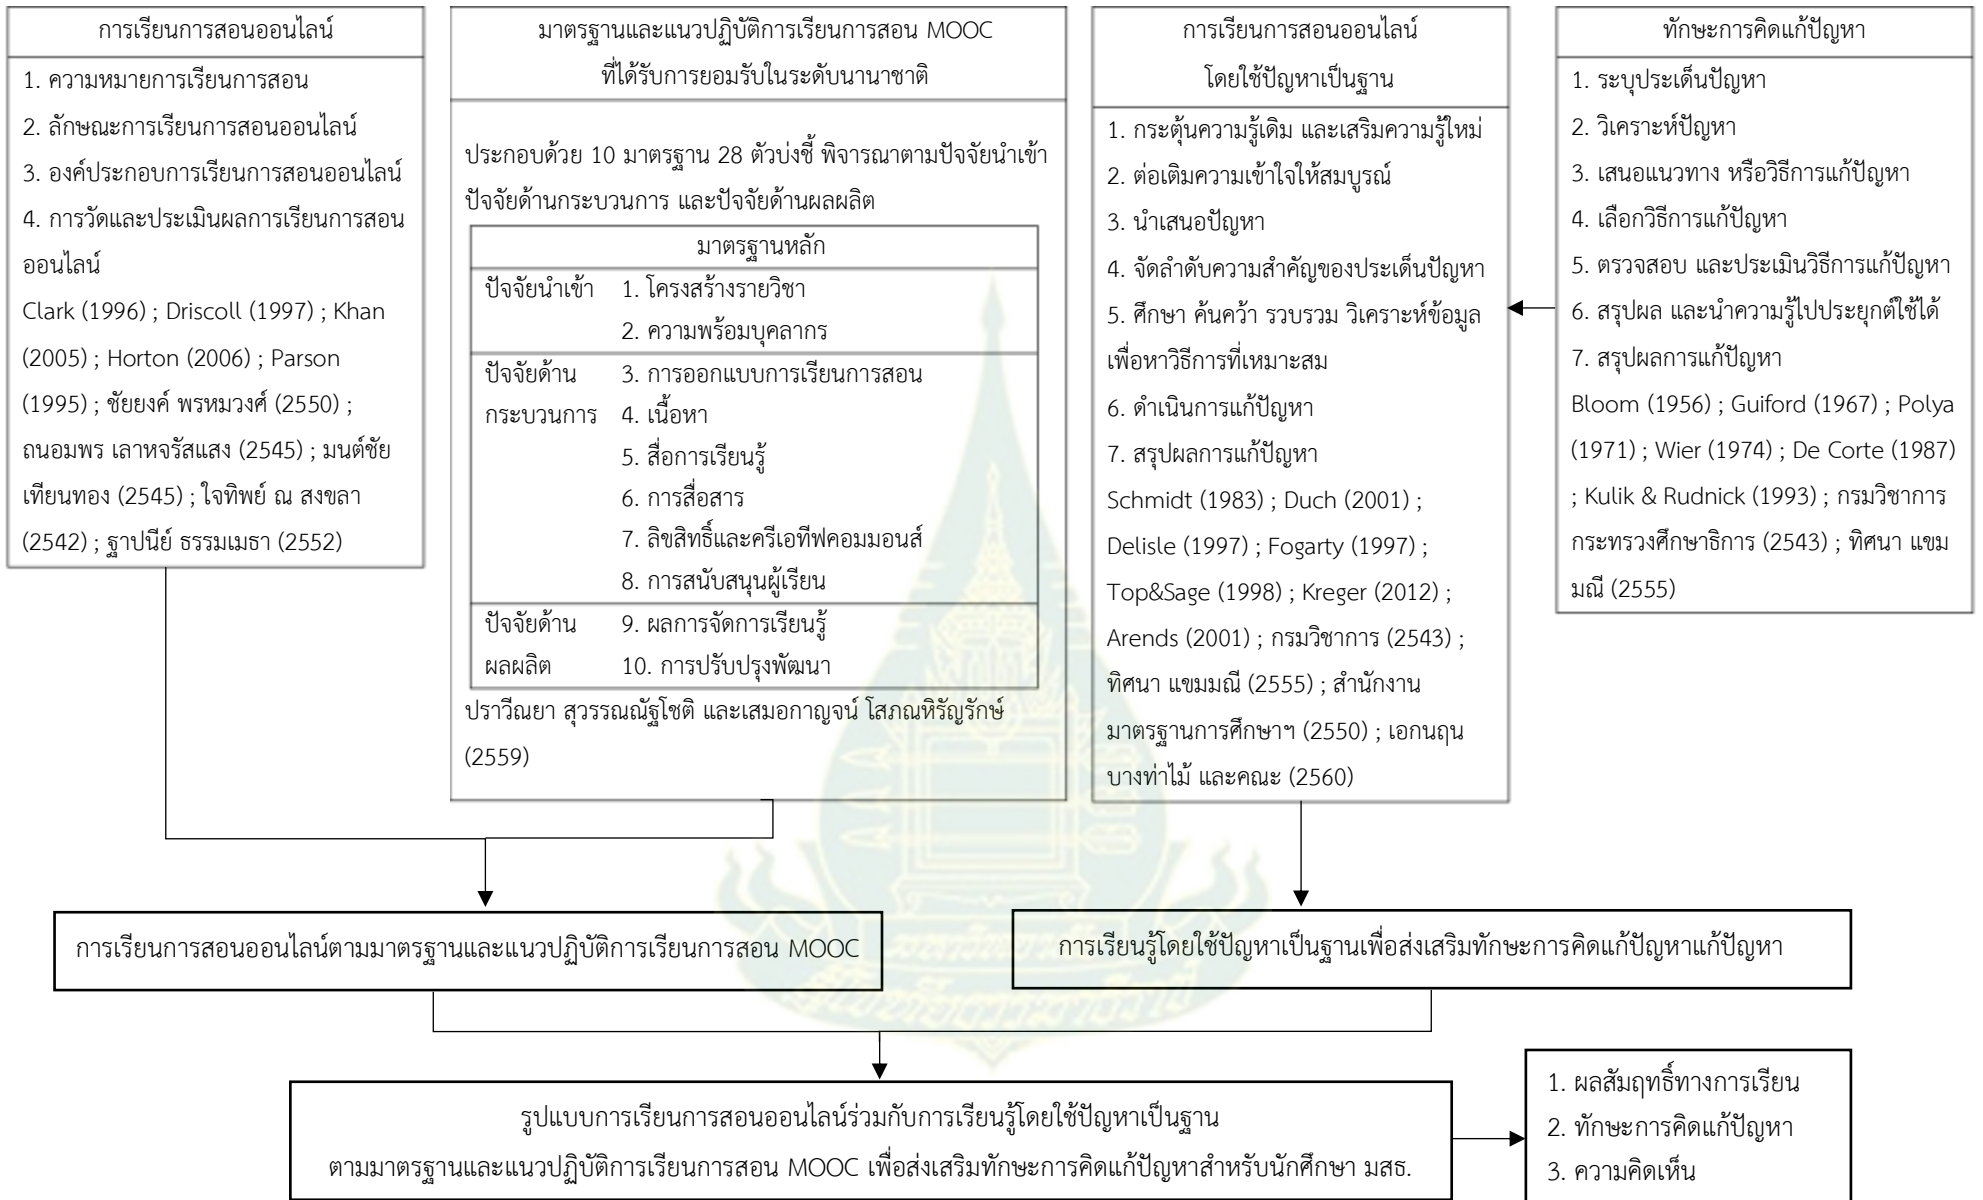 การเรียนการสอนออนไลน์
1. ความหมายการเรียนการสอน
2. ลักษณะการเรียนการสอนออนไลน์
3. องค์ประกอบการเรียนการสอนออนไลน์
4. การวัดและประเมินผลการเรียนการสอน
ออนไลน์
Clark (1996) ; Driscoll (1997) ; Khan
(2005) ; Horton (2006) ; Parson
(1995) ; ชัยยงค์ พรหมวงศ์ (2550) ;
ถนอมพร เลาหจรัสแสง (2545) ; มนต์ชัย
เทียนทอง (2545) ; ใจทิพย์ ณ สงขลา
(2542) ; ฐาปนีย์ ธรรมเมธา (2552)
มาตรฐานและแนวปฏิบัติการเรียนการสอน MOOC
ที่ได้รับการยอมรับในระดับนานาชาติ
ประกอบด้วย 10 มาตรฐาน 28 ตัวบ่งชี้ พิจารณาตามปัจจัยนำเข้า
ปัจจัยด้านกระบวนการ และปัจจัยด้านผลผลิต
มาตรฐานหลัก
ปัจจัยนำเข้า 1. โครงสร้างรายวิชา
2. ความพร้อมบุคลากร
ปัจจัยด้าน 3. การออกแบบการเรียนการสอน
กระบวนการ 4. เนื้อหา
5. สื่อการเรียนรู้
6. การสื่อสาร
7. ลิขสิทธิ์และครีเอทีฟคอมมอนส์
8. การสนับสนุนผู้เรียน
ปัจจัยด้าน 9. ผลการจัดการเรียนรู้
ผลผลิต 10. การปรับปรุงพัฒนา
ปราวีณยา สุวรรณณัฐโชติ และเสมอกาญจน์ โสภณหิรัญรักษ์
(2559)
การเรียนการสอนออนไลน์
โดยใช้ปัญหาเป็นฐาน
1. กระตุ้นความรู้เดิม และเสริมความรู้ใหม่
2. ต่อเติมความเข้าใจให้สมบูรณ์
3. นำเสนอปัญหา
4. จัดลำดับความสำคัญของประเด็นปัญหา
5. ศึกษา ค้นคว้า รวบรวม วิเคราะห์ข้อมูล
เพื่อหาวิธีการที่เหมาะสม
6. ดำเนินการแก้ปัญหา
7. สรุปผลการแก้ปัญหา
Schmidt (1983) ; Duch (2001) ;
Delisle (1997) ; Fogarty (1997) ;
Top&Sage (1998) ; Kreger (2012) ;
Arends (2001) ; กรมวิชาการ (2543) ;
ทิศนา แขมมณี (2555) ; สำนักงาน
มาตรฐานการศึกษาฯ (2550) ; เอกนฤน
บางท่าไม้ และคณะ (2560)
ทักษะการคิดแก้ปัญหา
1. ระบุประเด็นปัญหา
2. วิเคราะห์ปัญหา
3. เสนอแนวทาง หรือวิธีการแก้ปัญหา
4. เลือกวิธีการแก้ปัญหา
5. ตรวจสอบ และประเมินวิธีการแก้ปัญหา
6. สรุปผล และนำความรู้ไปประยุกต์ใช้ได้
7. สรุปผลการแก้ปัญหา
Bloom (1956) ; Guiford (1967) ; Polya
(1971) ; Wier (1974) ; De Corte (1987)
; Kulik & Rudnick (1993) ; กรมวิชาการ
กระทรวงศึกษาธิการ (2543) ; ทิศนา แขม
มณี (2555)
การเรียนการสอนออนไลน์ตามมาตรฐานและแนวปฏิบัติการเรียนการสอน MOOC
การเรียนรู้โดยใช้ปัญหาเป็นฐานเพื่อส่งเสริมทักษะการคิดแก้ปัญหาแก้ปัญหา
รูปแบบการเรียนการสอนออนไลน์ร่วมกับการเรียนรู้โดยใช้ปัญหาเป็นฐาน
ตามมาตรฐานและแนวปฏิบัติการเรียนการสอน MOOC เพื่อส่งเสริมทักษะการคิดแก้ปัญหาสำหรับนักศึกษา มสธ.
1. ผลสัมฤทธิ์ทางการเรียน
2. ทักษะการคิดแก้ปัญหา
3. ความคิดเห็น